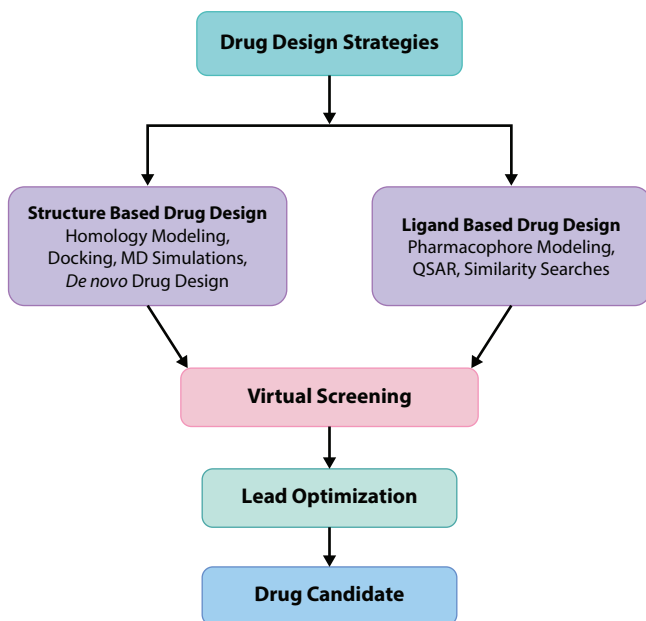 Drug Design Strategies
Structure Based Drug Design
Homology Modeling,
Docking, MD Simulations,
De novo Drug Design
Ligand Based Drug Design
Pharmacophore Modeling,
QSAR, Similarity Searches
Virtual Screening
Lead Optimization
Drug Candidate